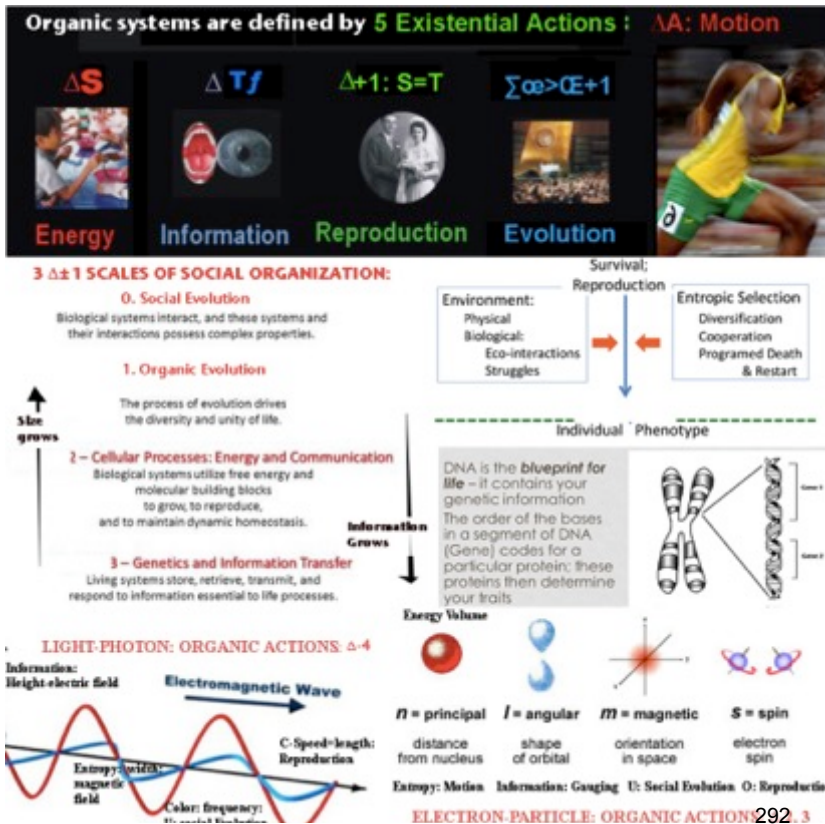 Organic systems are defined by 5 Existential Actions : ΔA: Motion
ΔS
Δ Tƒ
Δ+1: S=T
∑œ>Œ+1
Energy
Information
Reproduction
Evolution
3 Δ±1 SCALES OF SOCIAL ORGANIZATION:
0. Social Evolution
Biological systems interact, and these systems and
their interactions possess complex properties.
1. Organic Evolution
The process of evolution drives
the diversity and unity of life.
Size
grows
2 – Cellular Processes: Energy and Communication
Biological systems utilize free energy and
molecular building blocks
to grow, to reproduce,
and to maintain dynamic homeostasis.
Information
Grows
3 – Genetics and Information Transfer
Living systems store, retrieve, transmit, and
respond to information essential to life processes.
Survival;
Reproduction
Environment:
Physical
Biological:
Eco-interactions
Struggles
Entropic Selection
Diversification
Cooperation
Programed Death
& Restart
Individual Phenotype
DNA is the blueprint for
life – it contains your
genetic information
The order of the bases
in a segment of DNA
(Gene) codes for a
particular protein; these
proteins then determine
your traits
Gene 1
Gene 2
LIGHT-PHOTON: ORGANIC ACTIONS: Δ-4
Information:
Height-electric field
Electromagnetic Wave
C-Speed=length:
Reproduction
Entropy: width:
magnetic
field
Color: frequency:
U: social Evolution
Energy Volume
n = principal
l = angular
m = magnetic
s = spin
distance
from nucleus
shape
of orbital
orientation
in space
electron
spin
Entropy: Motion Information: Gauging U: Social Evolution O: Reproductio
ELECTRON-PARTICLE: ORGANIC ACTIONS
292
. 3